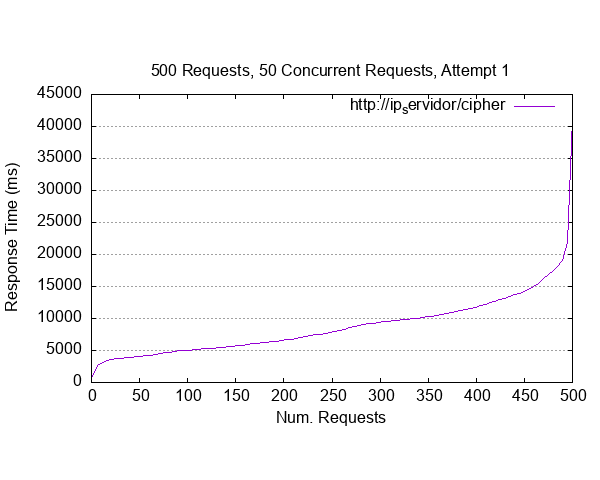 500 Requests, 50 Concurrent Requests, Attempt 1
45000
40000
35000
30000
25000
20000
15000
10000
5000
0
Response Time (ms)
http://ip_servidor/cipher
0 50 100 150 200 250 300 350 400 450 500
Num. Requests